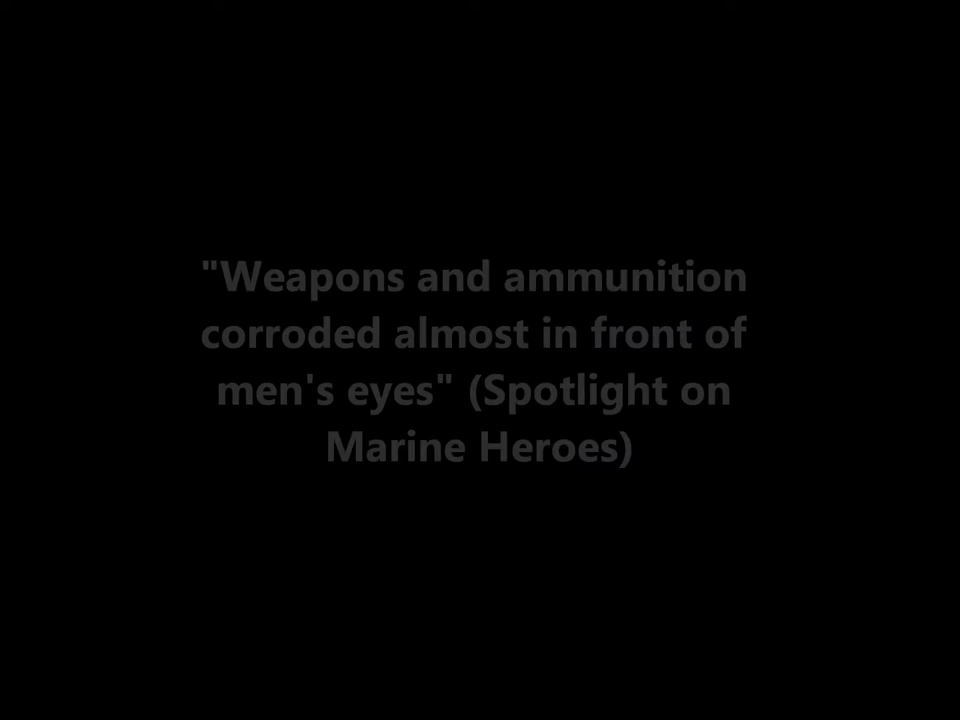 "Weapons and ammunition
corroded almost in front of
men's eyes" (Spotlight on
Marine Heroes)